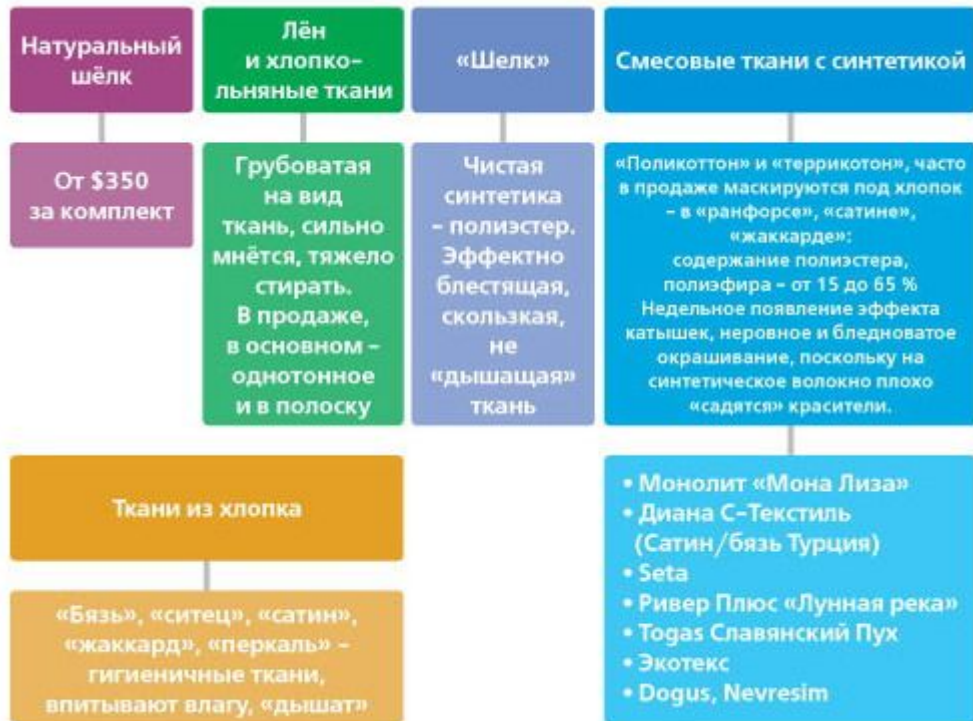 Натуральный
шёлк
От $350
за комплект
Лён
и хлопко-
льняные ткани
Грубоватая
на вид
ткань, сильно
мнётся, тяжело
стирать.
В продаже,
в основном –
однотонное
и в полоску
«Шелк»
Чистая
синтетика
– полиэстер.
Эффектно
блестящая,
скользкая,
не
«дышащая»
ткань
Смесовые ткани с синтетикой
«Поликоттон» и «террикотон», часто
в продаже маскируются под хлопок
– в «ранфорсе», «сатине»,
«жаккарде»:
содержание полиэстера,
полиэфира – от 15 до 65 %
Недельное появление эффекта
катышек, неровное и бледноватое
окрашивание, поскольку на
синтетическое волокно плохо
«садятся» красители.
• Монолит «Мона Лиза»
• Диана С-Текстиль
(Сатин/бязь Турция)
• Seta
• Ривер Плюс «Лунная река»
• Togas Славянский Пух
• Экотекс
• Dogus, Nevresim
Ткани из хлопка
«Бязь», «ситец», «сатин»,
«жаккард», «перкаль» –
гигиеничные ткани,
впитывают влагу, «дышат»